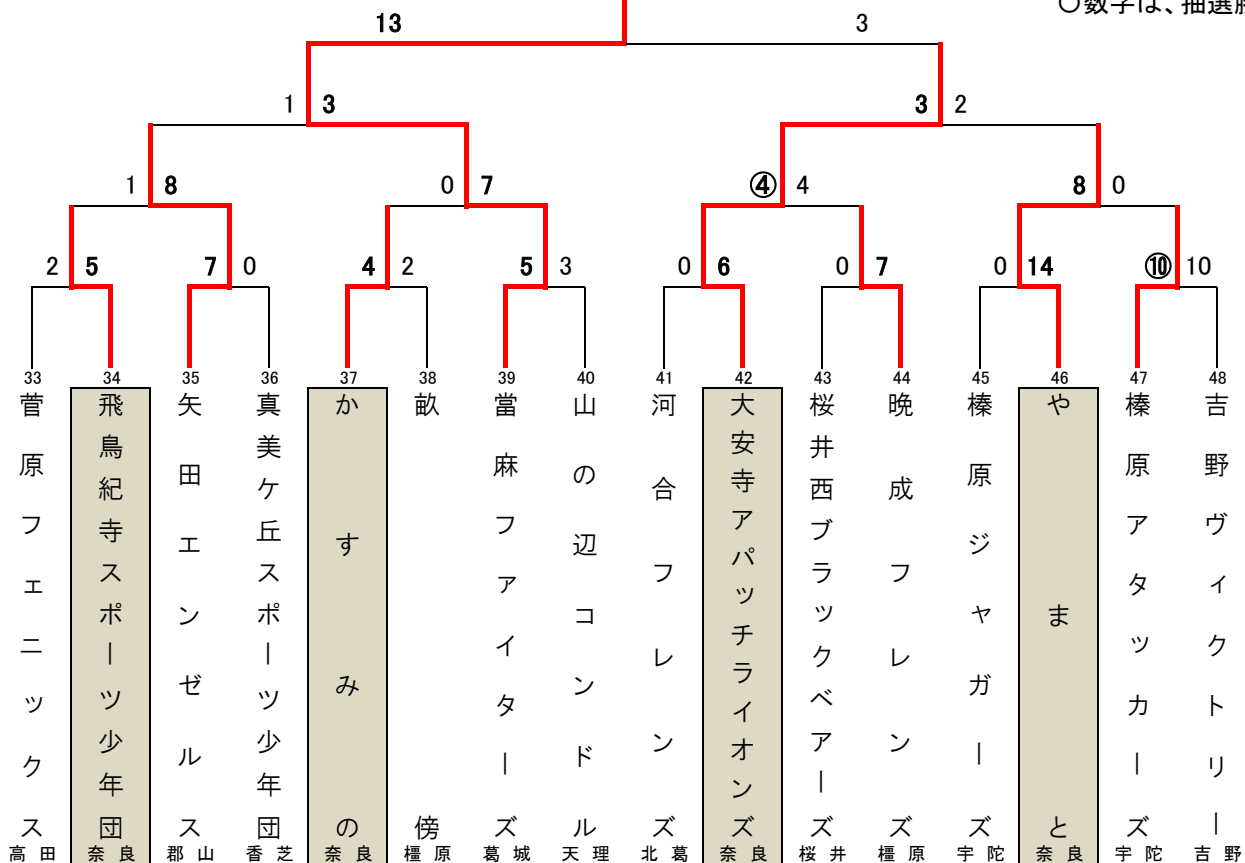 ○数字は、抽選勝
13 3
1 3 3 2
1 8 0 7 ④ 4 8 0
2 5 7 0 4 2 5 3 0 6 0 7 0 14 ⑩ 10
33 34 35 36 37 38 39 40 41 42 43 44 45 46 47 48
菅原フェニックス
飛鳥紀寺スポーツ少年団
矢田エンゼルス
真美ケ丘スポーツ少年団
かすみの
畝傍
當麻ファイターズ
山の辺コンドル
河合フレンズ
大安寺アパッチライオンズ
桜井西ブラックベアーズ
晩成フレンズ
榛原ジャガーズ
やまと
榛原アタッカーズ
吉野ヴィクトリー
高田 奈良 郡山 香芝 奈良 橿原 葛城 天理 北葛 奈良 桜井 橿原 宇陀 奈良 宇陀 吉野